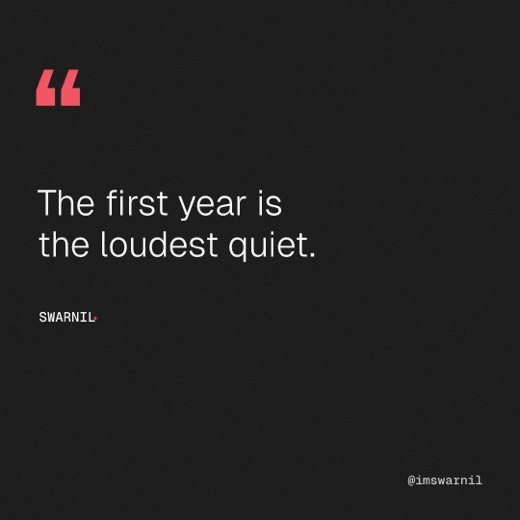 “
The first year is
the loudest quiet.
SWARNIL
@imswarnil